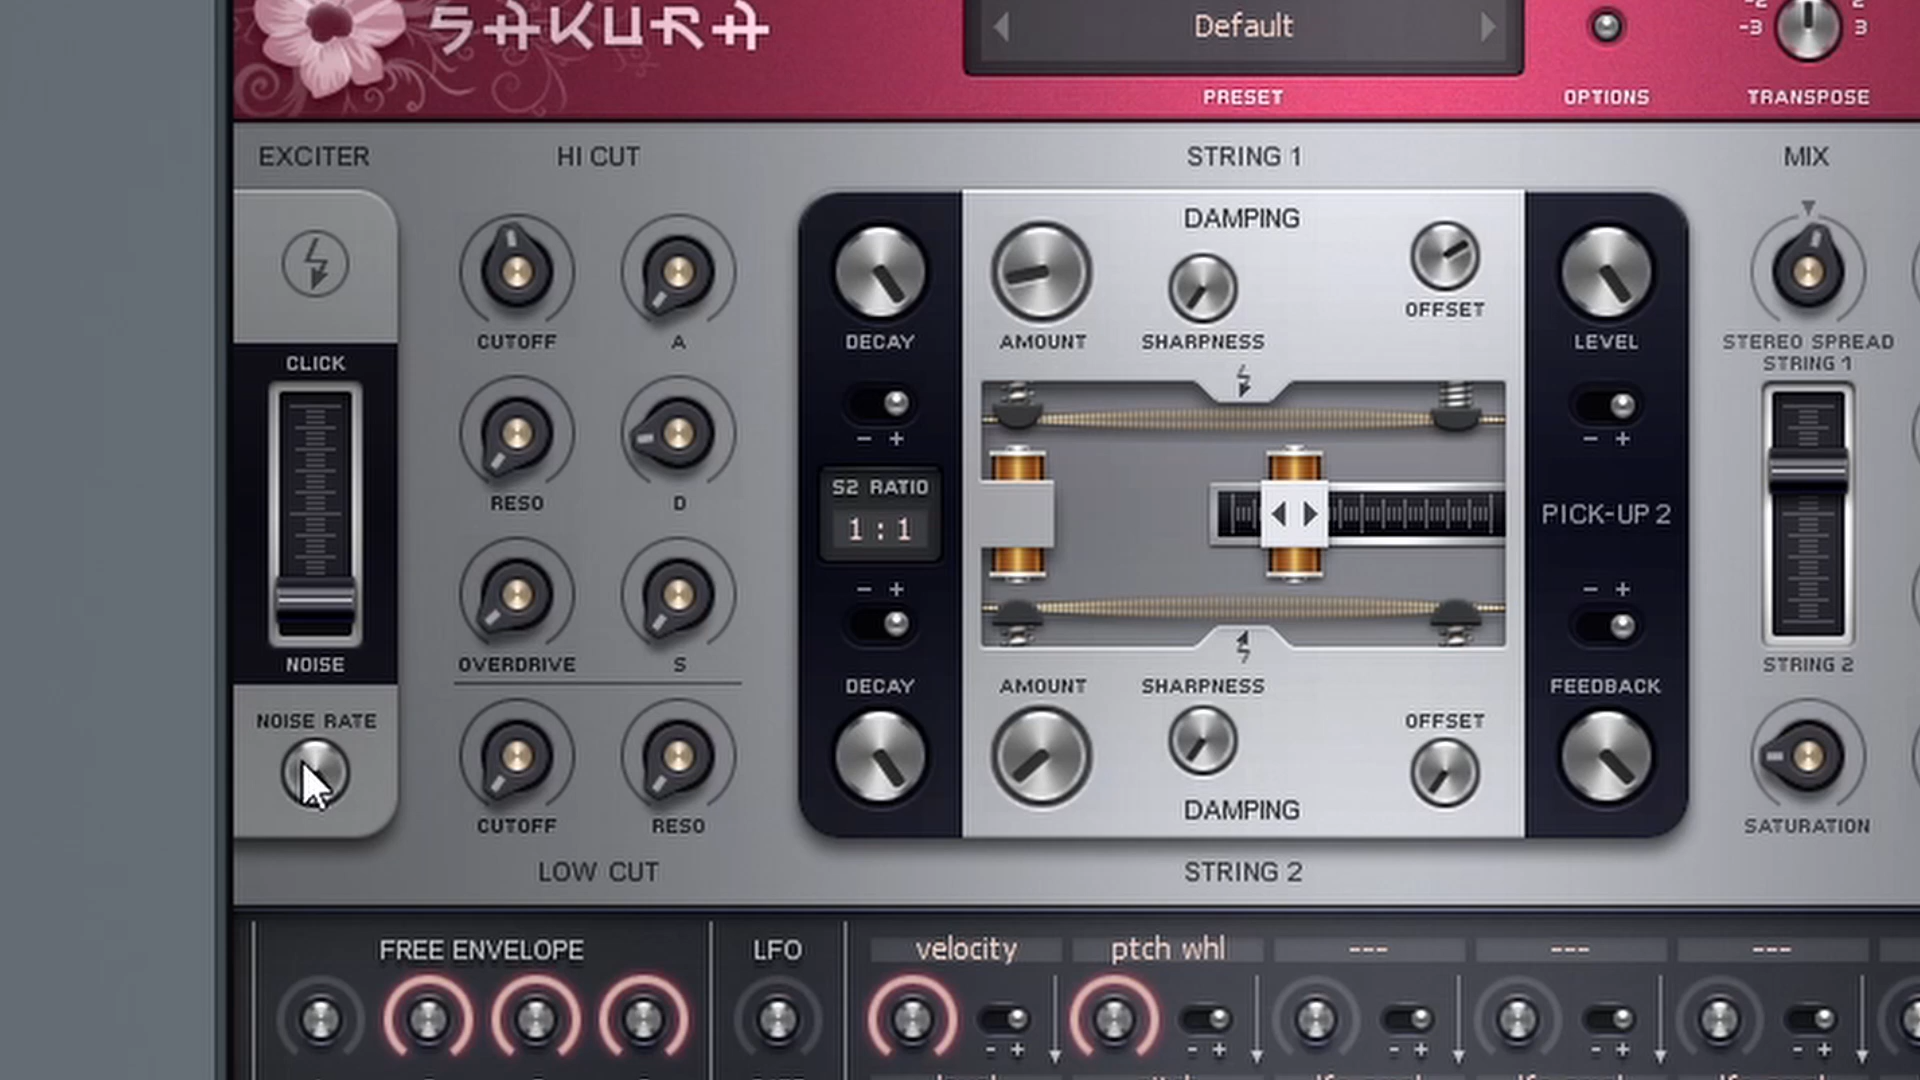 SAKURA
Default
-2 2
-3 3
PRESET
OPTIONS
TRANSPOSE
EXCITER
HI CUT
STRING 1
MIX
DAMPING
CUTOFF
A
DECAY
AMOUNT
SHARPNESS
OFFSET
LEVEL
STEREO SPREAD
STRING 1
CLICK
- +
- +
RESO
D
S2 RATIO
1 : 1
PICK-UP 2
- +
- +
NOISE
OVERDRIVE
S
DECAY
AMOUNT
SHARPNESS
OFFSET
FEEDBACK
STRING 2
NOISE RATE
CUTOFF
RESO
DAMPING
SATURATION
LOW CUT
STRING 2
FREE ENVELOPE
LFO
velocity
ptch whl
---
---
---
- +
- +
- +
- +
- +